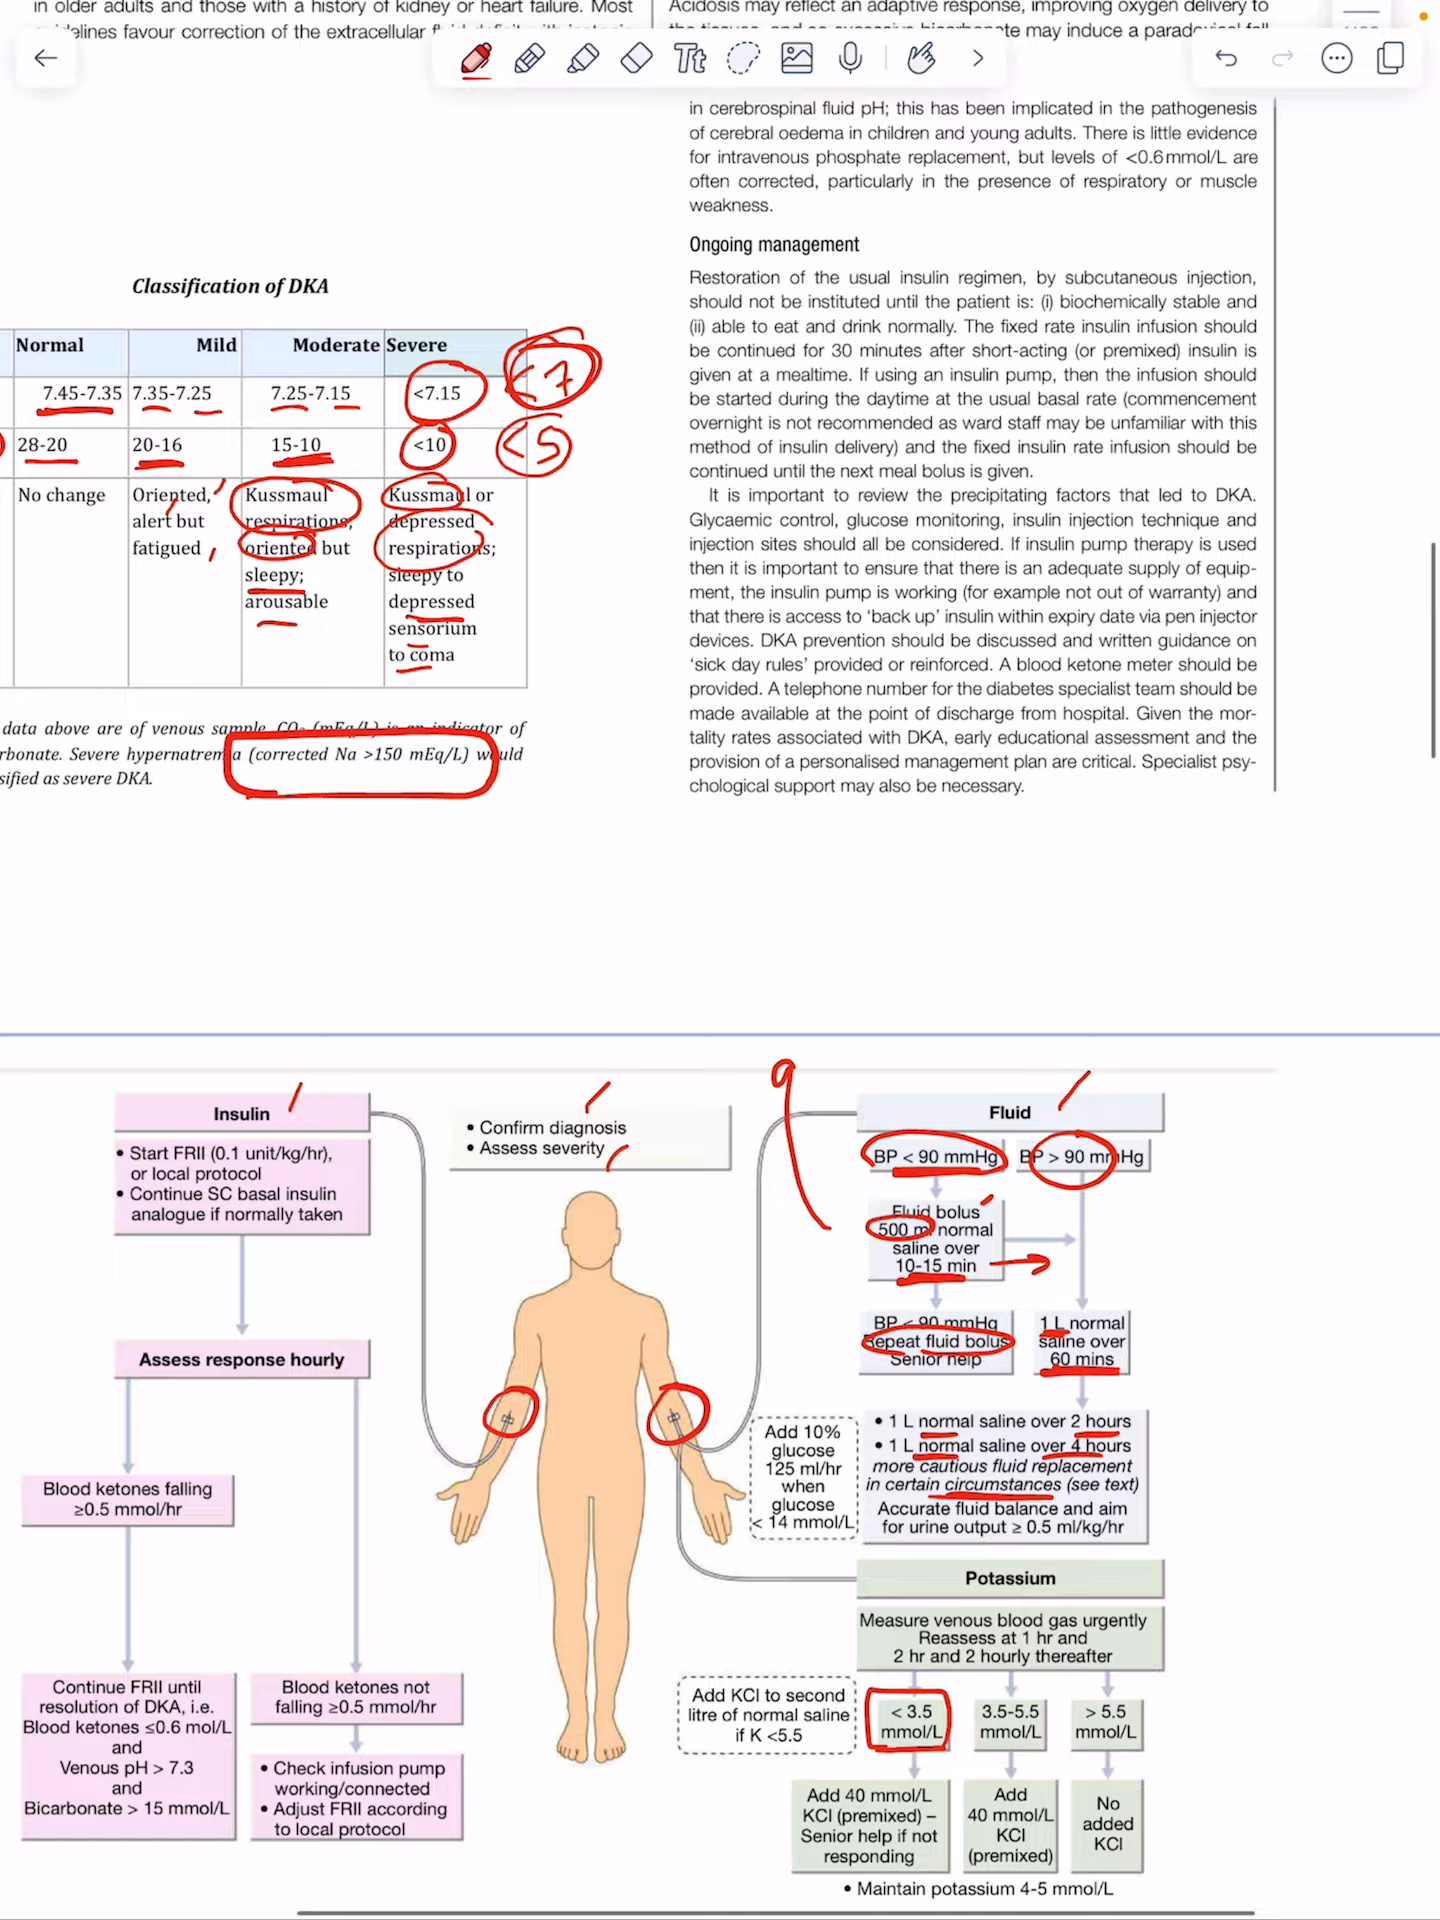 in older adults and those with a history of kidney or heart failure. Most
elines favour correction of the extracellular
Acidosis may reflect an adaptive response, improving oxygen delivery to
may induce a
Tt
in cerebrospinal fluid pH; this has been implicated in the pathogenesis
of cerebral oedema in children and young adults. There is little evidence
for intravenous phosphate replacement, but levels of <0.6 mmol/L are
often corrected, particularly in the presence of respiratory or muscle
weakness.
Ongoing management
Restoration of the usual insulin regimen, by subcutaneous injection,
should not be instituted until the patient is: (i) biochemically stable and
(ii) able to eat and drink normally. The fixed rate insulin infusion should
be continued for 30 minutes after short-acting (or premixed) insulin is
given at a mealtime. If using an insulin pump, then the infusion should
be started during the daytime at the usual basal rate (commencement
overnight is not recommended as ward staff may be unfamiliar with this
method of insulin delivery) and the fixed insulin rate infusion should be
continued until the next meal bolus is given.
It is important to review the precipitating factors that led to DKA.
Glycaemic control, glucose monitoring, insulin injection technique and
injection sites should all be considered. If insulin pump therapy is used
then it is important to ensure that there is an adequate supply of equip-
ment, the insulin pump is working (for example not out of warranty) and
that there is access to 'back up' insulin within expiry date via pen injector
devices. DKA prevention should be discussed and written guidance on
'sick day rules' provided or reinforced. A blood ketone meter should be
provided. A telephone number for the diabetes specialist team should be
made available at the point of discharge from hospital. Given the mor-
tality rates associated with DKA, early educational assessment and the
provision of a personalised management plan are critical. Specialist psy-
chological support may also be necessary.
Classification of DKA
Normal Mild Moderate Severe
7.45-7.35 7.35-7.25 7.25-7.15 <7.15
<7
28-20 20-16 15-10 <10
<5
No change
Oriented,
alert but
fatigued
Kussmaul
respirations;
oriented but
sleepy;
arousable
Kussmaul or
depressed
respirations;
sleepy to
depressed
sensorium
to coma
data above are of venous sample. CO₂ (mEq/L) is an indicator of
rbonate. Severe hypernatremia (corrected Na >150 mEq/L) would
sified as severe DKA.
Insulin
• Start FRII (0.1 unit/kg/hr),
or local protocol
• Continue SC basal insulin
analogue if normally taken
Assess response hourly
Blood ketones falling
≥0.5 mmol/hr
Continue FRII until
resolution of DKA, i.e.
Blood ketones ≤0.6 mol/L
and
Venous pH > 7.3
and
Bicarbonate > 15 mmol/L
Blood ketones not
falling ≥0.5 mmol/hr
• Check infusion pump
working/connected
• Adjust FRII according
to local protocol
• Confirm diagnosis
• Assess severity
Fluid
BP < 90 mmHg
BP > 90 mmHg
Fluid bolus
500 ml normal
saline over
10-15 min
BP < 90 mmHg
Repeat fluid bolus
Senior help
1 L normal
saline over
60 mins
• 1 L normal saline over 2 hours
• 1 L normal saline over 4 hours
more cautious fluid replacement
in certain circumstances (see text)
Accurate fluid balance and aim
for urine output ≥ 0.5 ml/kg/hr
Add 10%
glucose
125 ml/hr
when
glucose
< 14 mmol/L
Potassium
Measure venous blood gas urgently
Reassess at 1 hr and
2 hr and 2 hourly thereafter
Add KCl to second
litre of normal saline
if K <5.5
< 3.5
mmol/L
3.5-5.5
mmol/L
> 5.5
mmol/L
Add 40 mmol/L
KCl (premixed) –
Senior help if not
responding
Add
40 mmol/L
KCl
(premixed)
No
added
KCl
• Maintain potassium 4-5 mmol/L